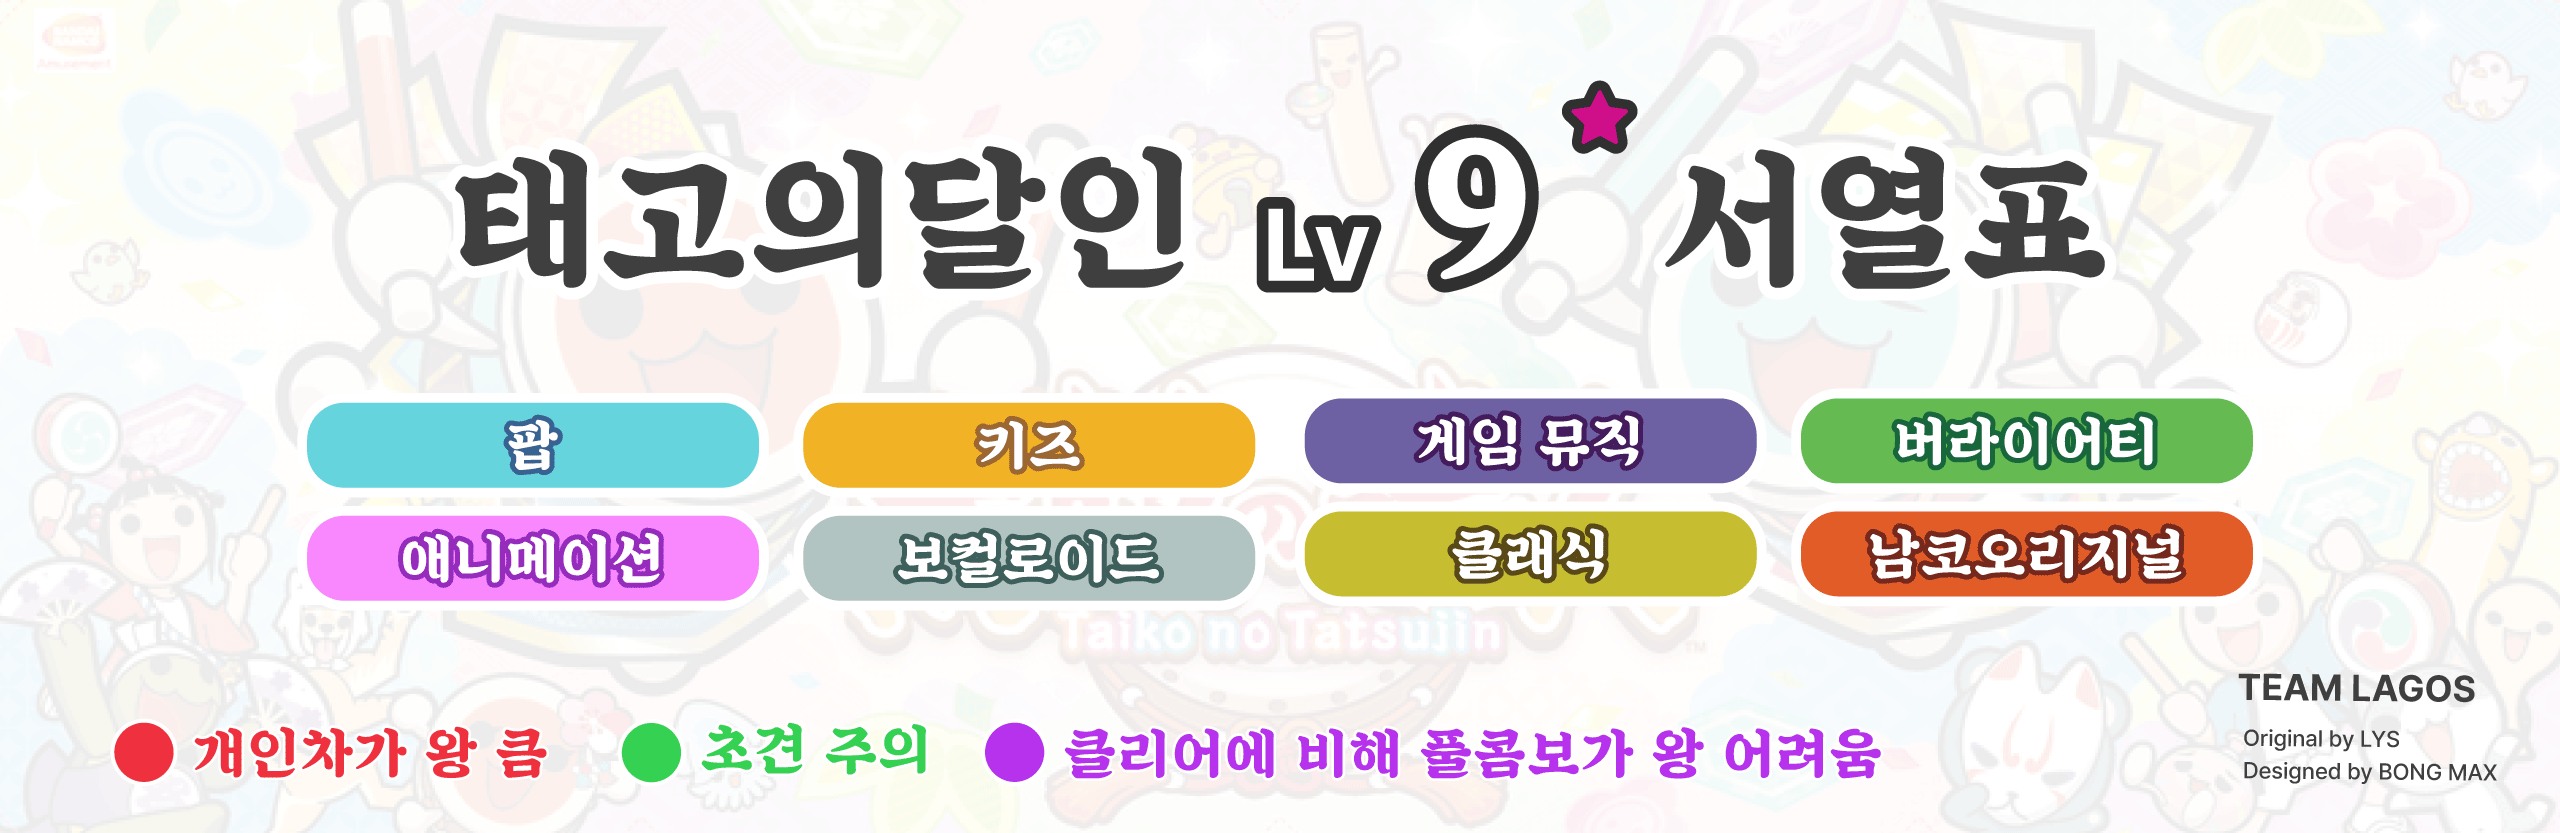 태고의달인 Lv 9 서열표
팝 키즈 게임 뮤직 버라이어티
애니메이션 보컬로이드 클래식 남코오리지널
Taiko no Tatsujin
개인차가 왕 큼 초견 주의 클리어에 비해 풀콤보가 왕 어려움
TEAM LAGOS
Original by LYS
Designed by BONG MAX